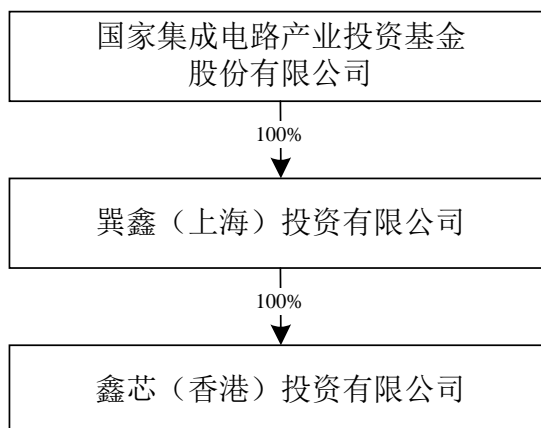 国家集成电路产业投资基金
股份有限公司
100%
巽鑫（上海）投资有限公司
100%
鑫芯（香港）投资有限公司